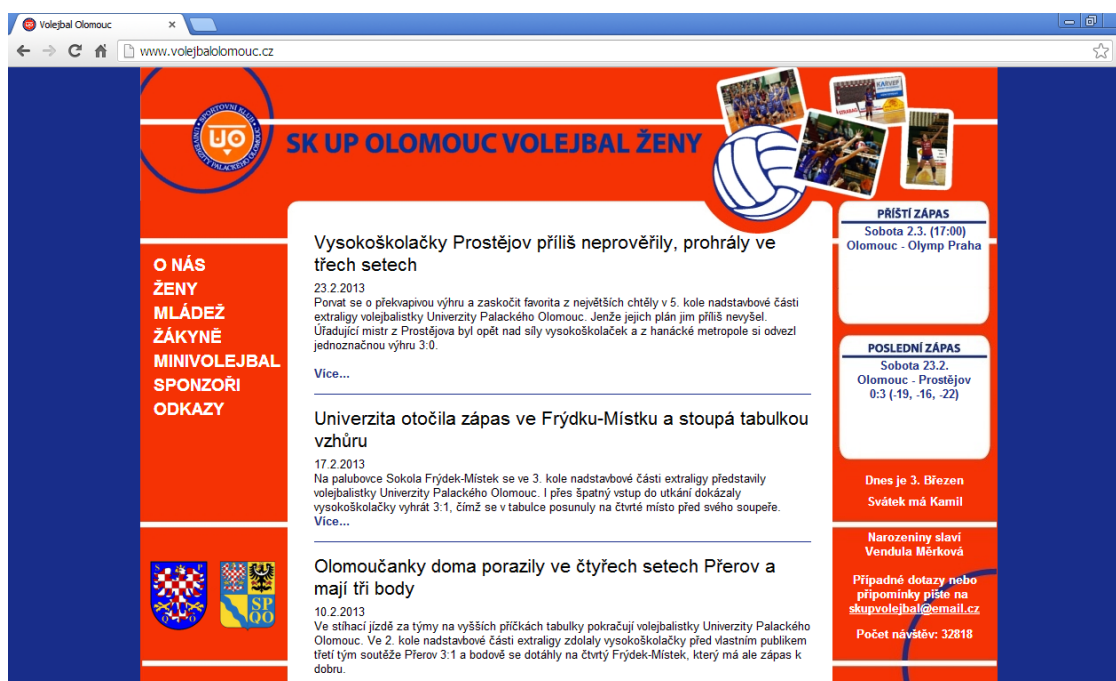 Volejbal Olomouc
www.volejbalolomouc.cz
SPORTOVNÍ KLUB
UNIVERZITY PALACKÉHO OLOMOUC
UJO
SK UP OLOMOUC VOLEJBAL ŽENY
KARVEP
O NÁS
ŽENY
MLÁDEŽ
ŽÁKYNĚ
MINIVOLEJBAL
SPONZOŘI
ODKAZY
S P
O O
SP
QO
Vysokoškolačky Prostějov příliš neprověřily, prohrály ve
třech setech
23.2.2013
Porvat se o překvapivou výhru a zaskočit favorita z největších chtěly v 5. kole nadstavbové části
extraligy volejbalistky Univerzity Palackého Olomouc. Jenže jejich plán jim příliš nevyšel.
Úřadující mistr z Prostějova byl opět nad síly vysokoškolaček a z hanácké metropole si odvezl
jednoznačnou výhru 3:0.
Více...
Univerzita otočila zápas ve Frýdku-Místku a stoupá tabulkou
vzhůru
17.2.2013
Na palubovce Sokola Frýdek-Místek se ve 3. kole nadstavbové části extraligy představily
volejbalistky Univerzity Palackého Olomouc. I přes špatný vstup do utkání dokázaly
vysokoškolačky vyhrát 3:1, čímž se v tabulce posunuly na čtvrté místo před svého soupeře.
Více...
Olomoučanky doma porazily ve čtyřech setech Přerov a
mají tři body
10.2.2013
Ve stíhací jízdě za týmy na vyšších příčkách tabulky pokračují volejbalistky Univerzity Palackého
Olomouc. Ve 2. kole nadstavbové části extraligy zdolaly vysokoškolačky před vlastním publikem
třetí tým soutěže Přerov 3:1 a bodově se dotáhly na čtvrtý Frýdek-Místek, který má ale zápas k
dobru.
PŘÍŠTÍ ZÁPAS
Sobota 2.3. (17:00)
Olomouc - Olymp Praha
POSLEDNÍ ZÁPAS
Sobota 23.2.
Olomouc - Prostějov
0:3 (-19, -16, -22)
Dnes je 3. Březen
Svátek má Kamil
Narozeniny slaví
Vendula Měrková
Případné dotazy nebo
připomínky pište na
skupvolejbal@email.cz
Počet návštěv: 32818